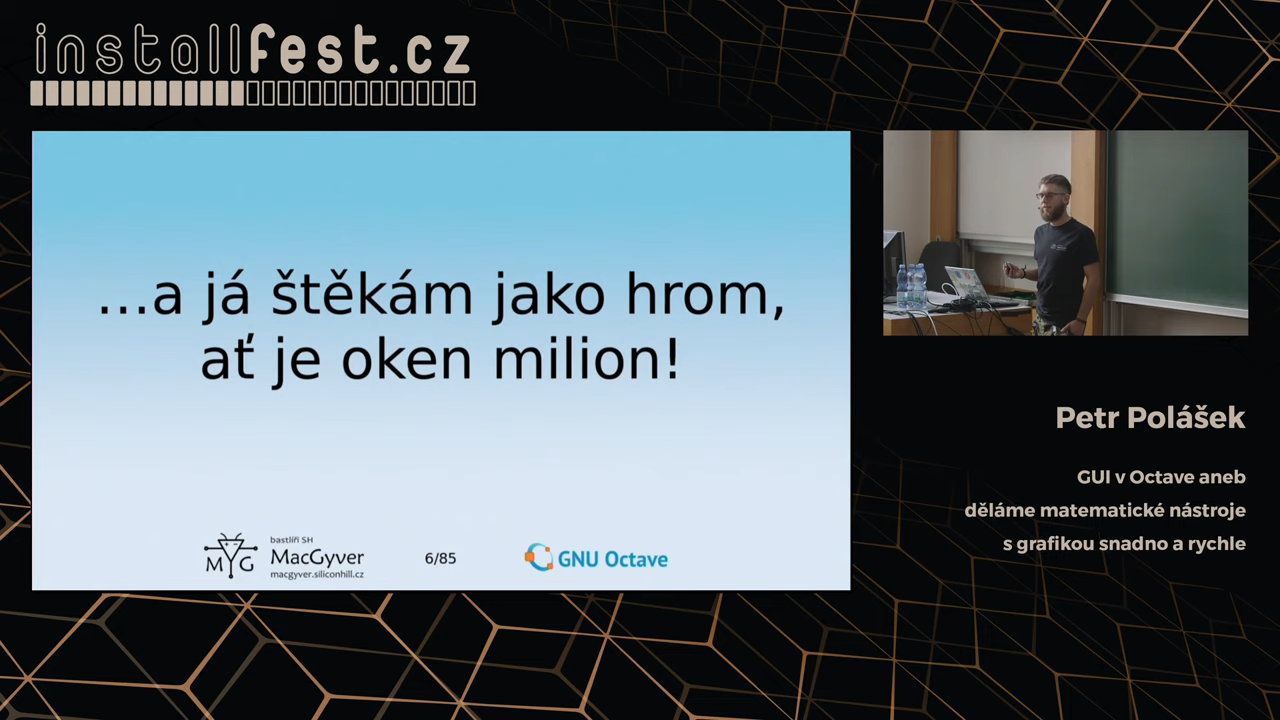 installfest.cz
...a já štěkám jako hrom,
ať je oken milion!
MYG
bastlíři SH
MacGyver
macgyver.siliconhill.cz
6/85
GNU Octave
Petr Polášek
GUI v Octave aneb
děláme matematické nástroje
s grafikou snadno a rychle